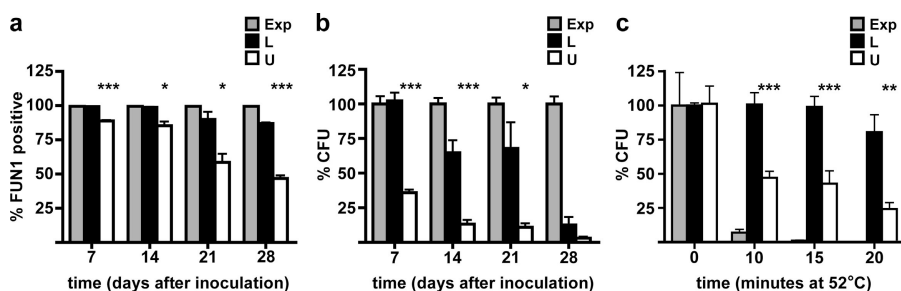 a
Exp
L
U
% FUN1 positive
125
100
75
50
25
*** * * ***
7 14 21 28
time (days after inoculation)
b
Exp
L
U
% CFU
125
100
75
50
25
*** *** *
7 14 21 28
time (days after inoculation)
c
Exp
L
U
% CFU
125
100
75
50
25
*** *** **
0 10 15 20
time (minutes at 52°C)